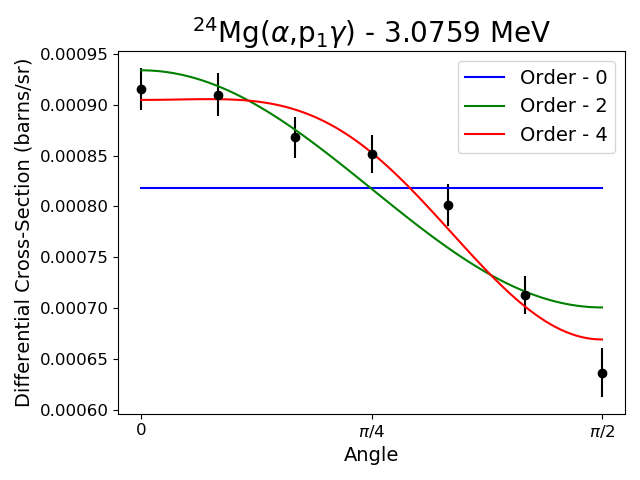 ²⁴Mg(α,p₁γ) - 3.0759 MeV
Differential Cross-Section (barns/sr)
0.00095
0.00090
0.00085
0.00080
0.00075
0.00070
0.00065
0.00060
Order - 0
Order - 2
Order - 4
0
π/4
π/2
Angle